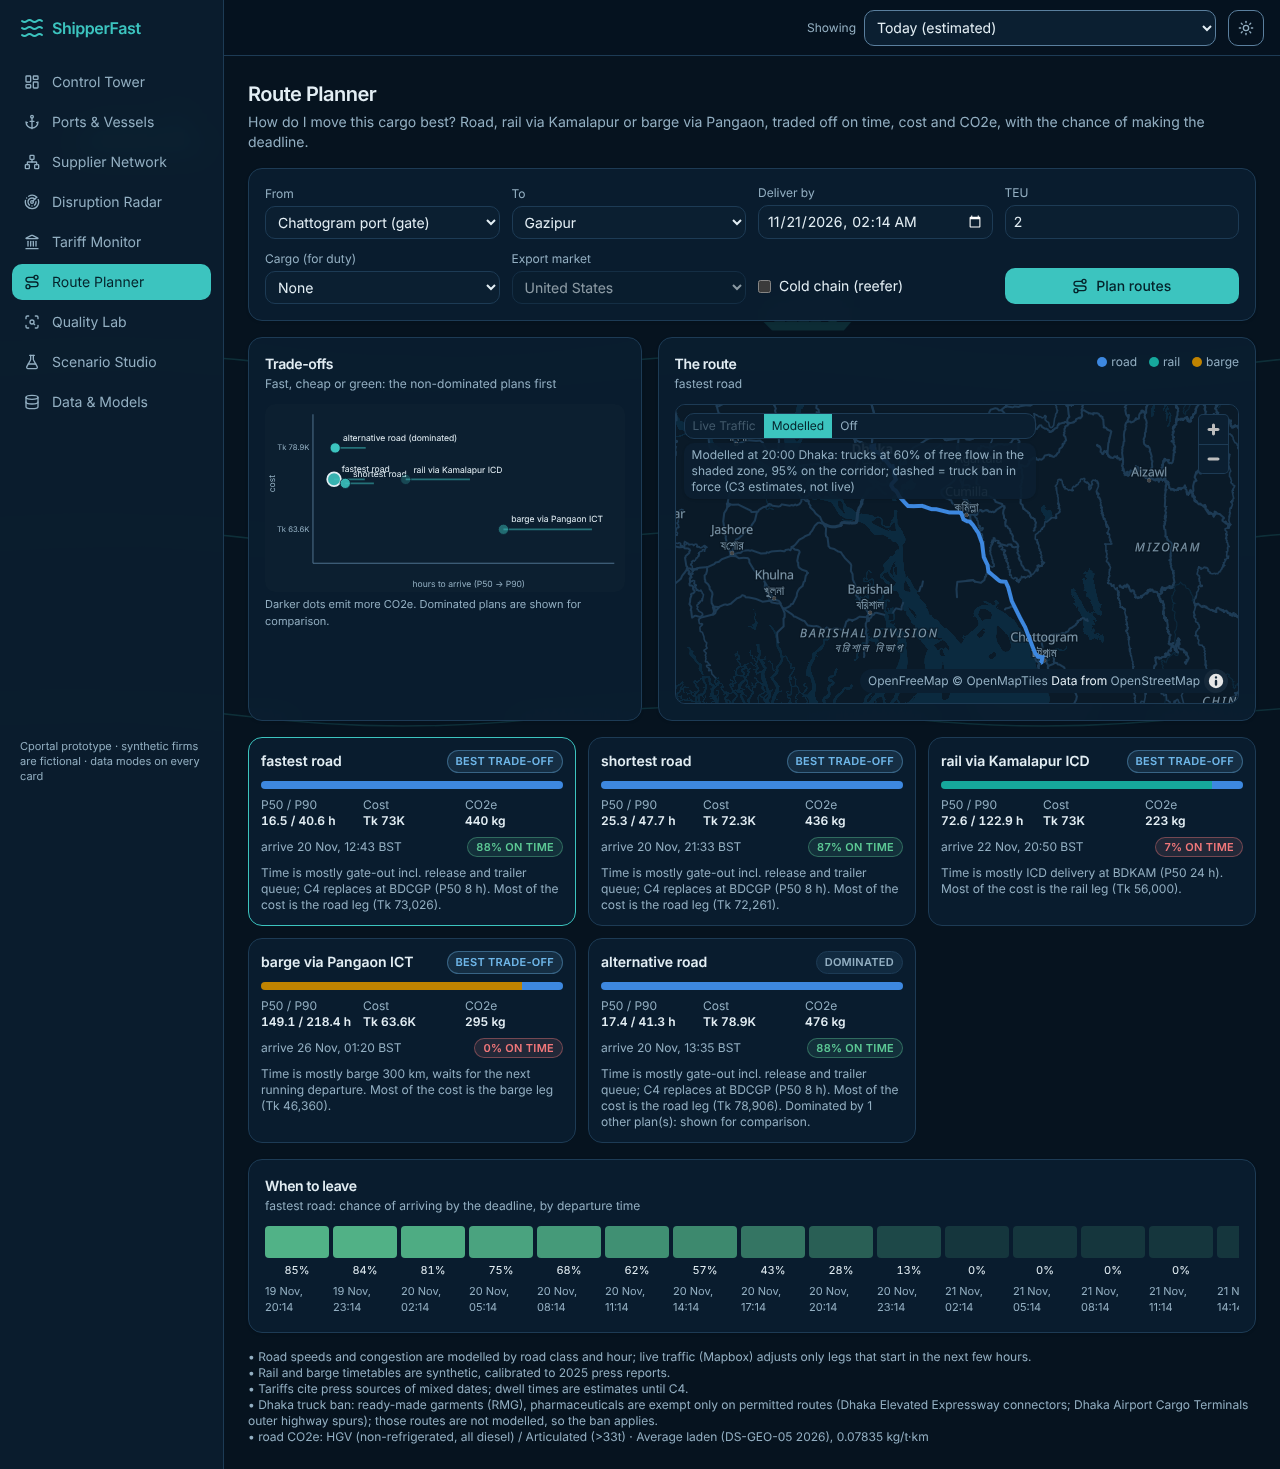 ShipperFast
Showing
Today (estimated)
Control Tower
Ports & Vessels
Supplier Network
Disruption Radar
Tariff Monitor
Route Planner
Quality Lab
Scenario Studio
Data & Models
Cportal prototype · synthetic firms
are fictional · data modes on every
card
Route Planner
How do I move this cargo best? Road, rail via Kamalapur or barge via Pangaon, traded off on time, cost and CO2e, with the chance of making the
deadline.
From
To
Deliver by
TEU
Chattogram port (gate)
Gazipur
11/21/2026, 02:14 AM
2
Cargo (for duty)
Export market
None
United States
Cold chain (reefer)
Plan routes
Trade-offs
Fast, cheap or green: the non-dominated plans first
Tk 78.9K
alternative road (dominated)
fastest road
shortest road
rail via Kamalapur ICD
cost
barge via Pangaon ICT
Tk 63.6K
hours to arrive (P50 → P90)
Darker dots emit more CO2e. Dominated plans are shown for
comparison.
The route
fastest road
road
rail
barge
Live Traffic
Modelled
Off
+
−
Modelled at 20:00 Dhaka: trucks at 60% of free flow in the
shaded zone, 95% on the corridor; dashed = truck ban in
force (C3 estimates, not live)
Aizawl
Cumilla
কুমিল্লা
ar
Jashore
যশোর
MIZORAM
Khulna
খুলনা
Barishal
বরিশাল
BARISHAL DIVISION
বরিশাল বিভাগ
Chattogram
চট্টগ্রাম
OpenFreeMap © OpenMapTiles Data from OpenStreetMap
CHIN
fastest road
BEST TRADE-OFF
P50 / P90
Cost
CO2e
16.5 / 40.6 h
Tk 73K
440 kg
arrive 20 Nov, 12:43 BST
88% ON TIME
Time is mostly gate-out incl. release and trailer
queue; C4 replaces at BDCGP (P50 8 h). Most of the
cost is the road leg (Tk 73,026).
shortest road
BEST TRADE-OFF
P50 / P90
Cost
CO2e
25.3 / 47.7 h
Tk 72.3K
436 kg
arrive 20 Nov, 21:33 BST
87% ON TIME
Time is mostly gate-out incl. release and trailer
queue; C4 replaces at BDCGP (P50 8 h). Most of the
cost is the road leg (Tk 72,261).
rail via Kamalapur ICD
BEST TRADE-OFF
P50 / P90
Cost
CO2e
72.6 / 122.9 h
Tk 73K
223 kg
arrive 22 Nov, 20:50 BST
7% ON TIME
Time is mostly ICD delivery at BDKAM (P50 24 h).
Most of the cost is the rail leg (Tk 56,000).
barge via Pangaon ICT
BEST TRADE-OFF
P50 / P90
Cost
CO2e
149.1 / 218.4 h
Tk 63.6K
295 kg
arrive 26 Nov, 01:20 BST
0% ON TIME
Time is mostly barge 300 km, waits for the next
running departure. Most of the cost is the barge leg
(Tk 46,360).
alternative road
DOMINATED
P50 / P90
Cost
CO2e
17.4 / 41.3 h
Tk 78.9K
476 kg
arrive 20 Nov, 13:35 BST
88% ON TIME
Time is mostly gate-out incl. release and trailer
queue; C4 replaces at BDCGP (P50 8 h). Most of the
cost is the road leg (Tk 78,906). Dominated by 1
other plan(s): shown for comparison.
When to leave
fastest road: chance of arriving by the deadline, by departure time
85% 84% 81% 75% 68% 62% 57% 43% 28% 13% 0% 0% 0% 0%
19 Nov, 19 Nov, 20 Nov, 20 Nov, 20 Nov, 20 Nov, 20 Nov, 20 Nov, 20 Nov, 20 Nov, 21 Nov, 21 Nov, 21 Nov, 21 Nov, 21 N
20:14 23:14 02:14 05:14 08:14 11:14 14:14 17:14 20:14 23:14 02:14 05:14 08:14 11:14 14:14
• Road speeds and congestion are modelled by road class and hour; live traffic (Mapbox) adjusts only legs that start in the next few hours.
• Rail and barge timetables are synthetic, calibrated to 2025 press reports.
• Tariffs cite press sources of mixed dates; dwell times are estimates until C4.
• Dhaka truck ban: ready-made garments (RMG), pharmaceuticals are exempt only on permitted routes (Dhaka Elevated Expressway connectors; Dhaka Airport Cargo Terminals
outer highway spurs); those routes are not modelled, so the ban applies.
• road CO2e: HGV (non-refrigerated, all diesel) / Articulated (>33t) · Average laden (DS-GEO-05 2026), 0.07835 kg/t·km